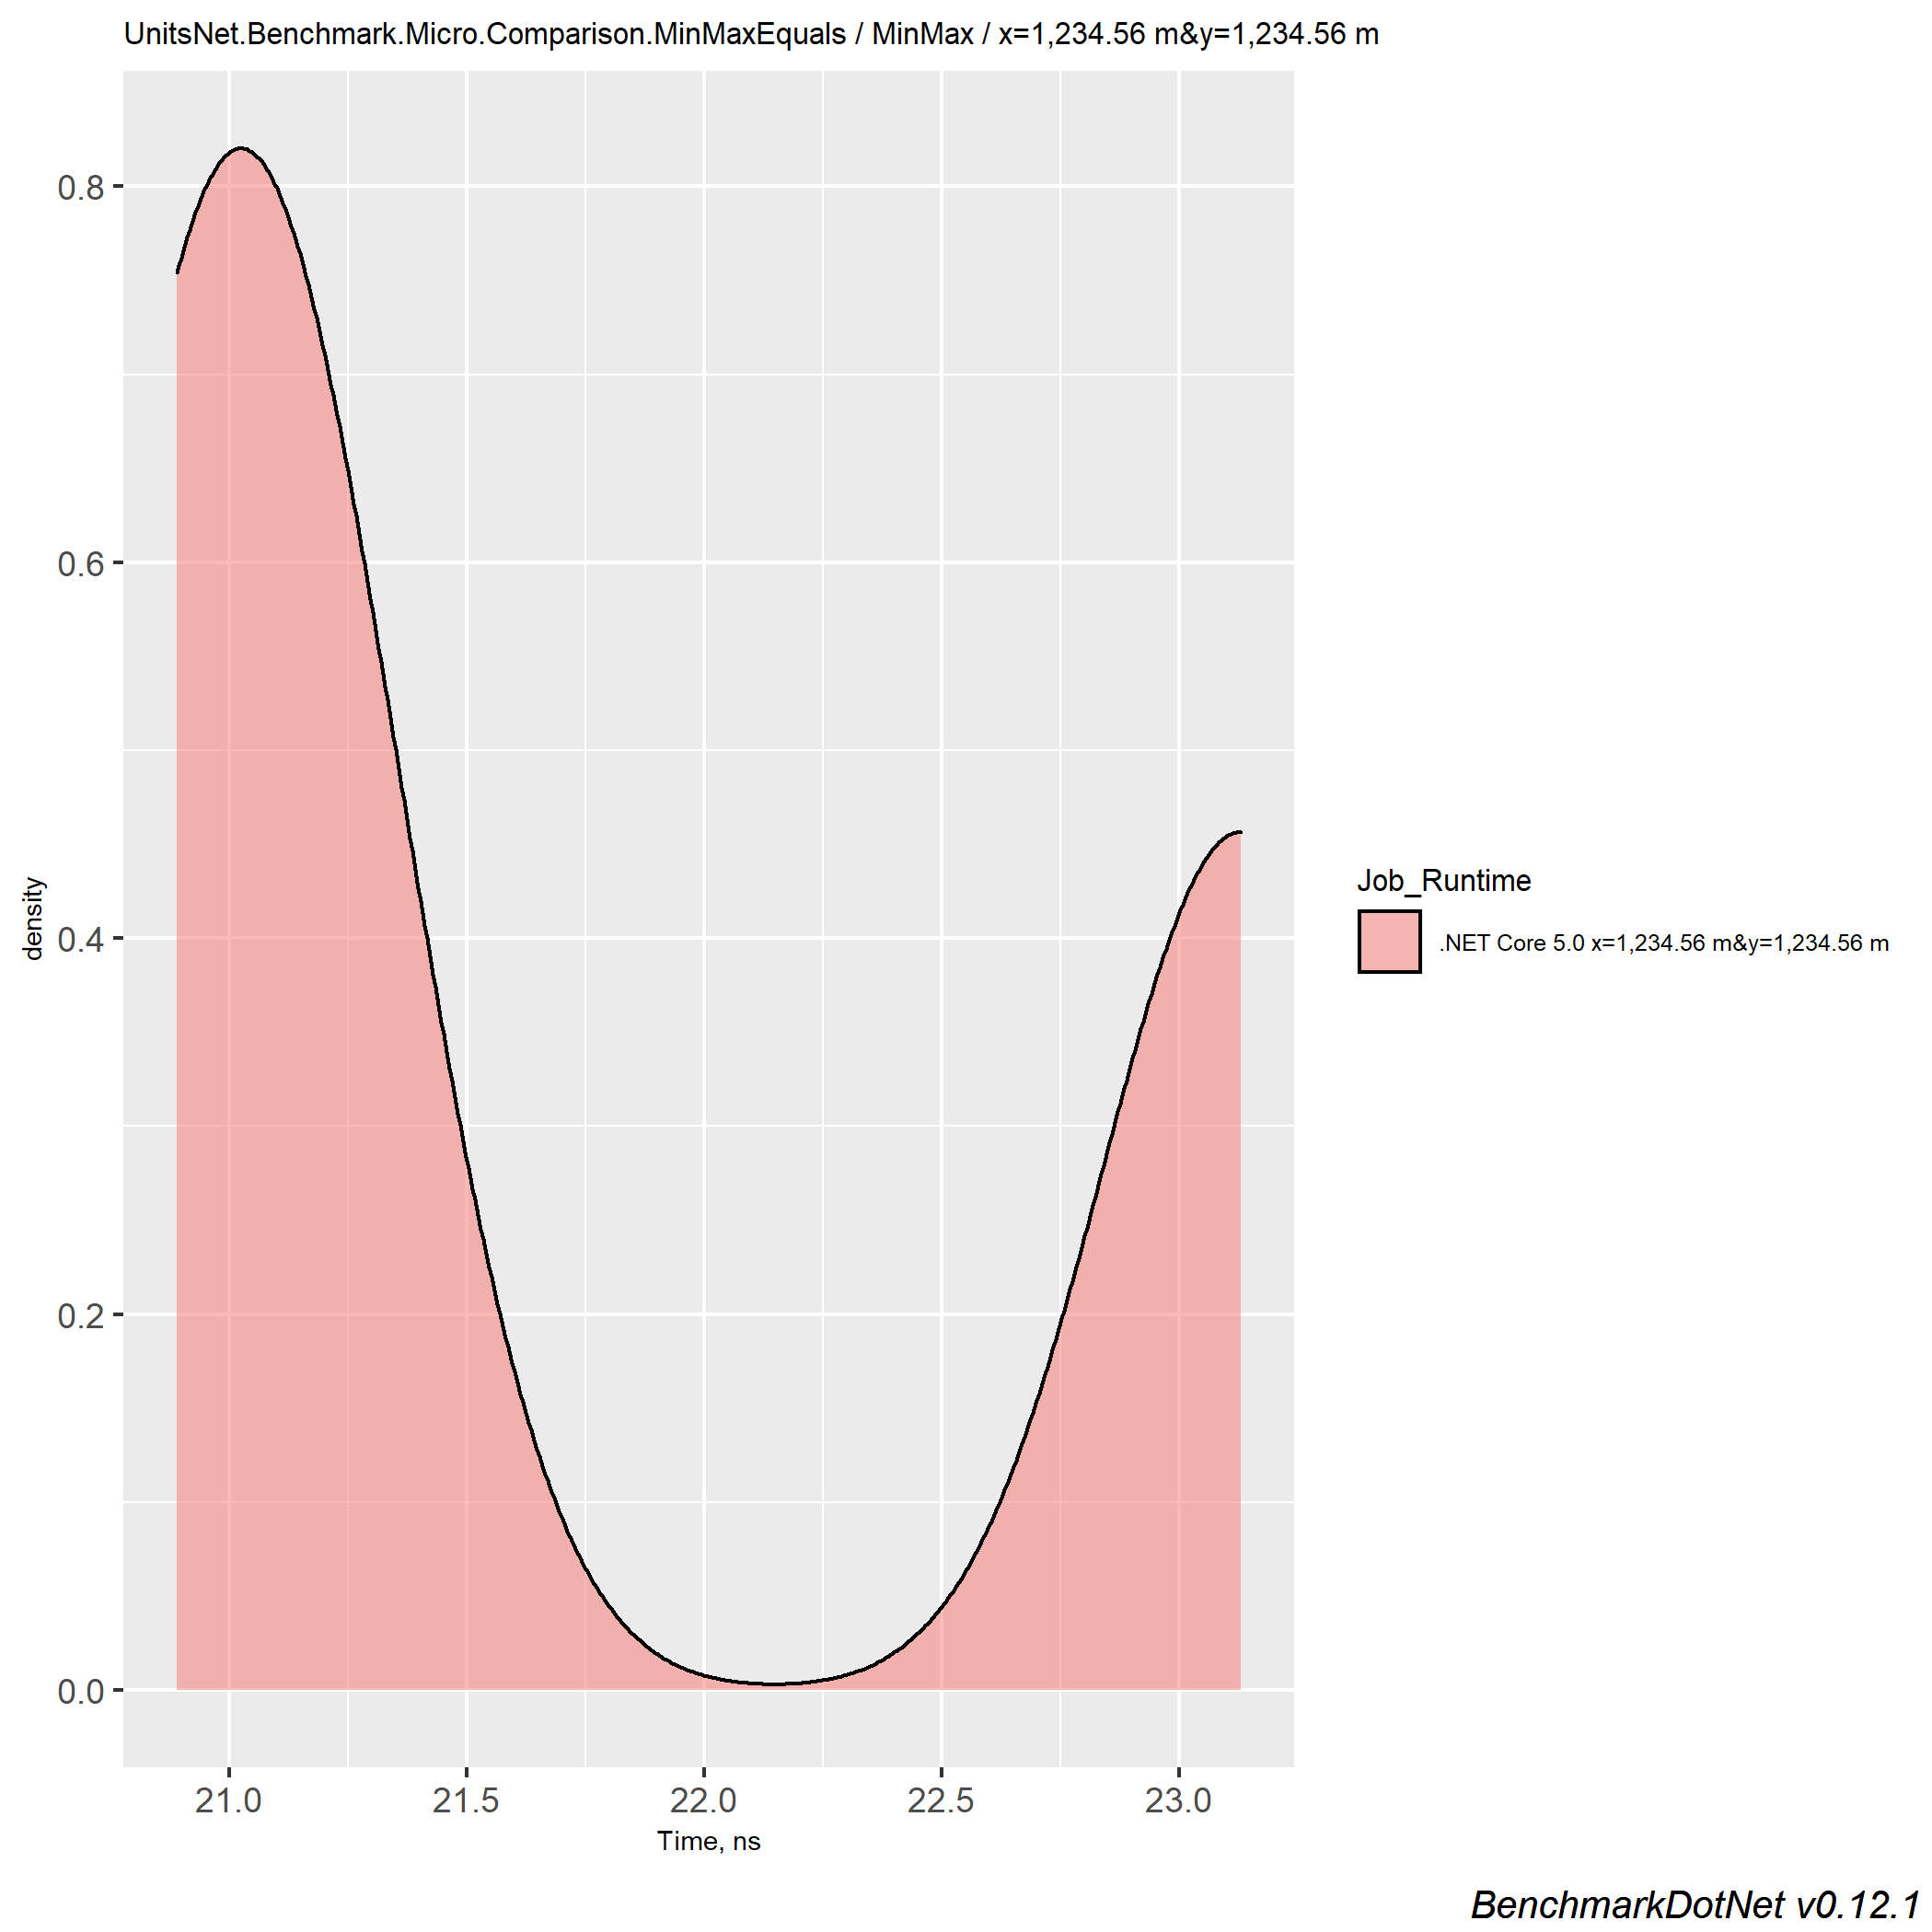 UnitsNet.Benchmark.Micro.Comparison.MinMaxEquals / MinMax / x=1,234.56 m&y=1,234.56 m
0.8
0.6
0.4
0.2
0.0
density
21.0 21.5 22.0 22.5 23.0
Time, ns
Job_Runtime
.NET Core 5.0 x=1,234.56 m&y=1,234.56 m
BenchmarkDotNet v0.12.1